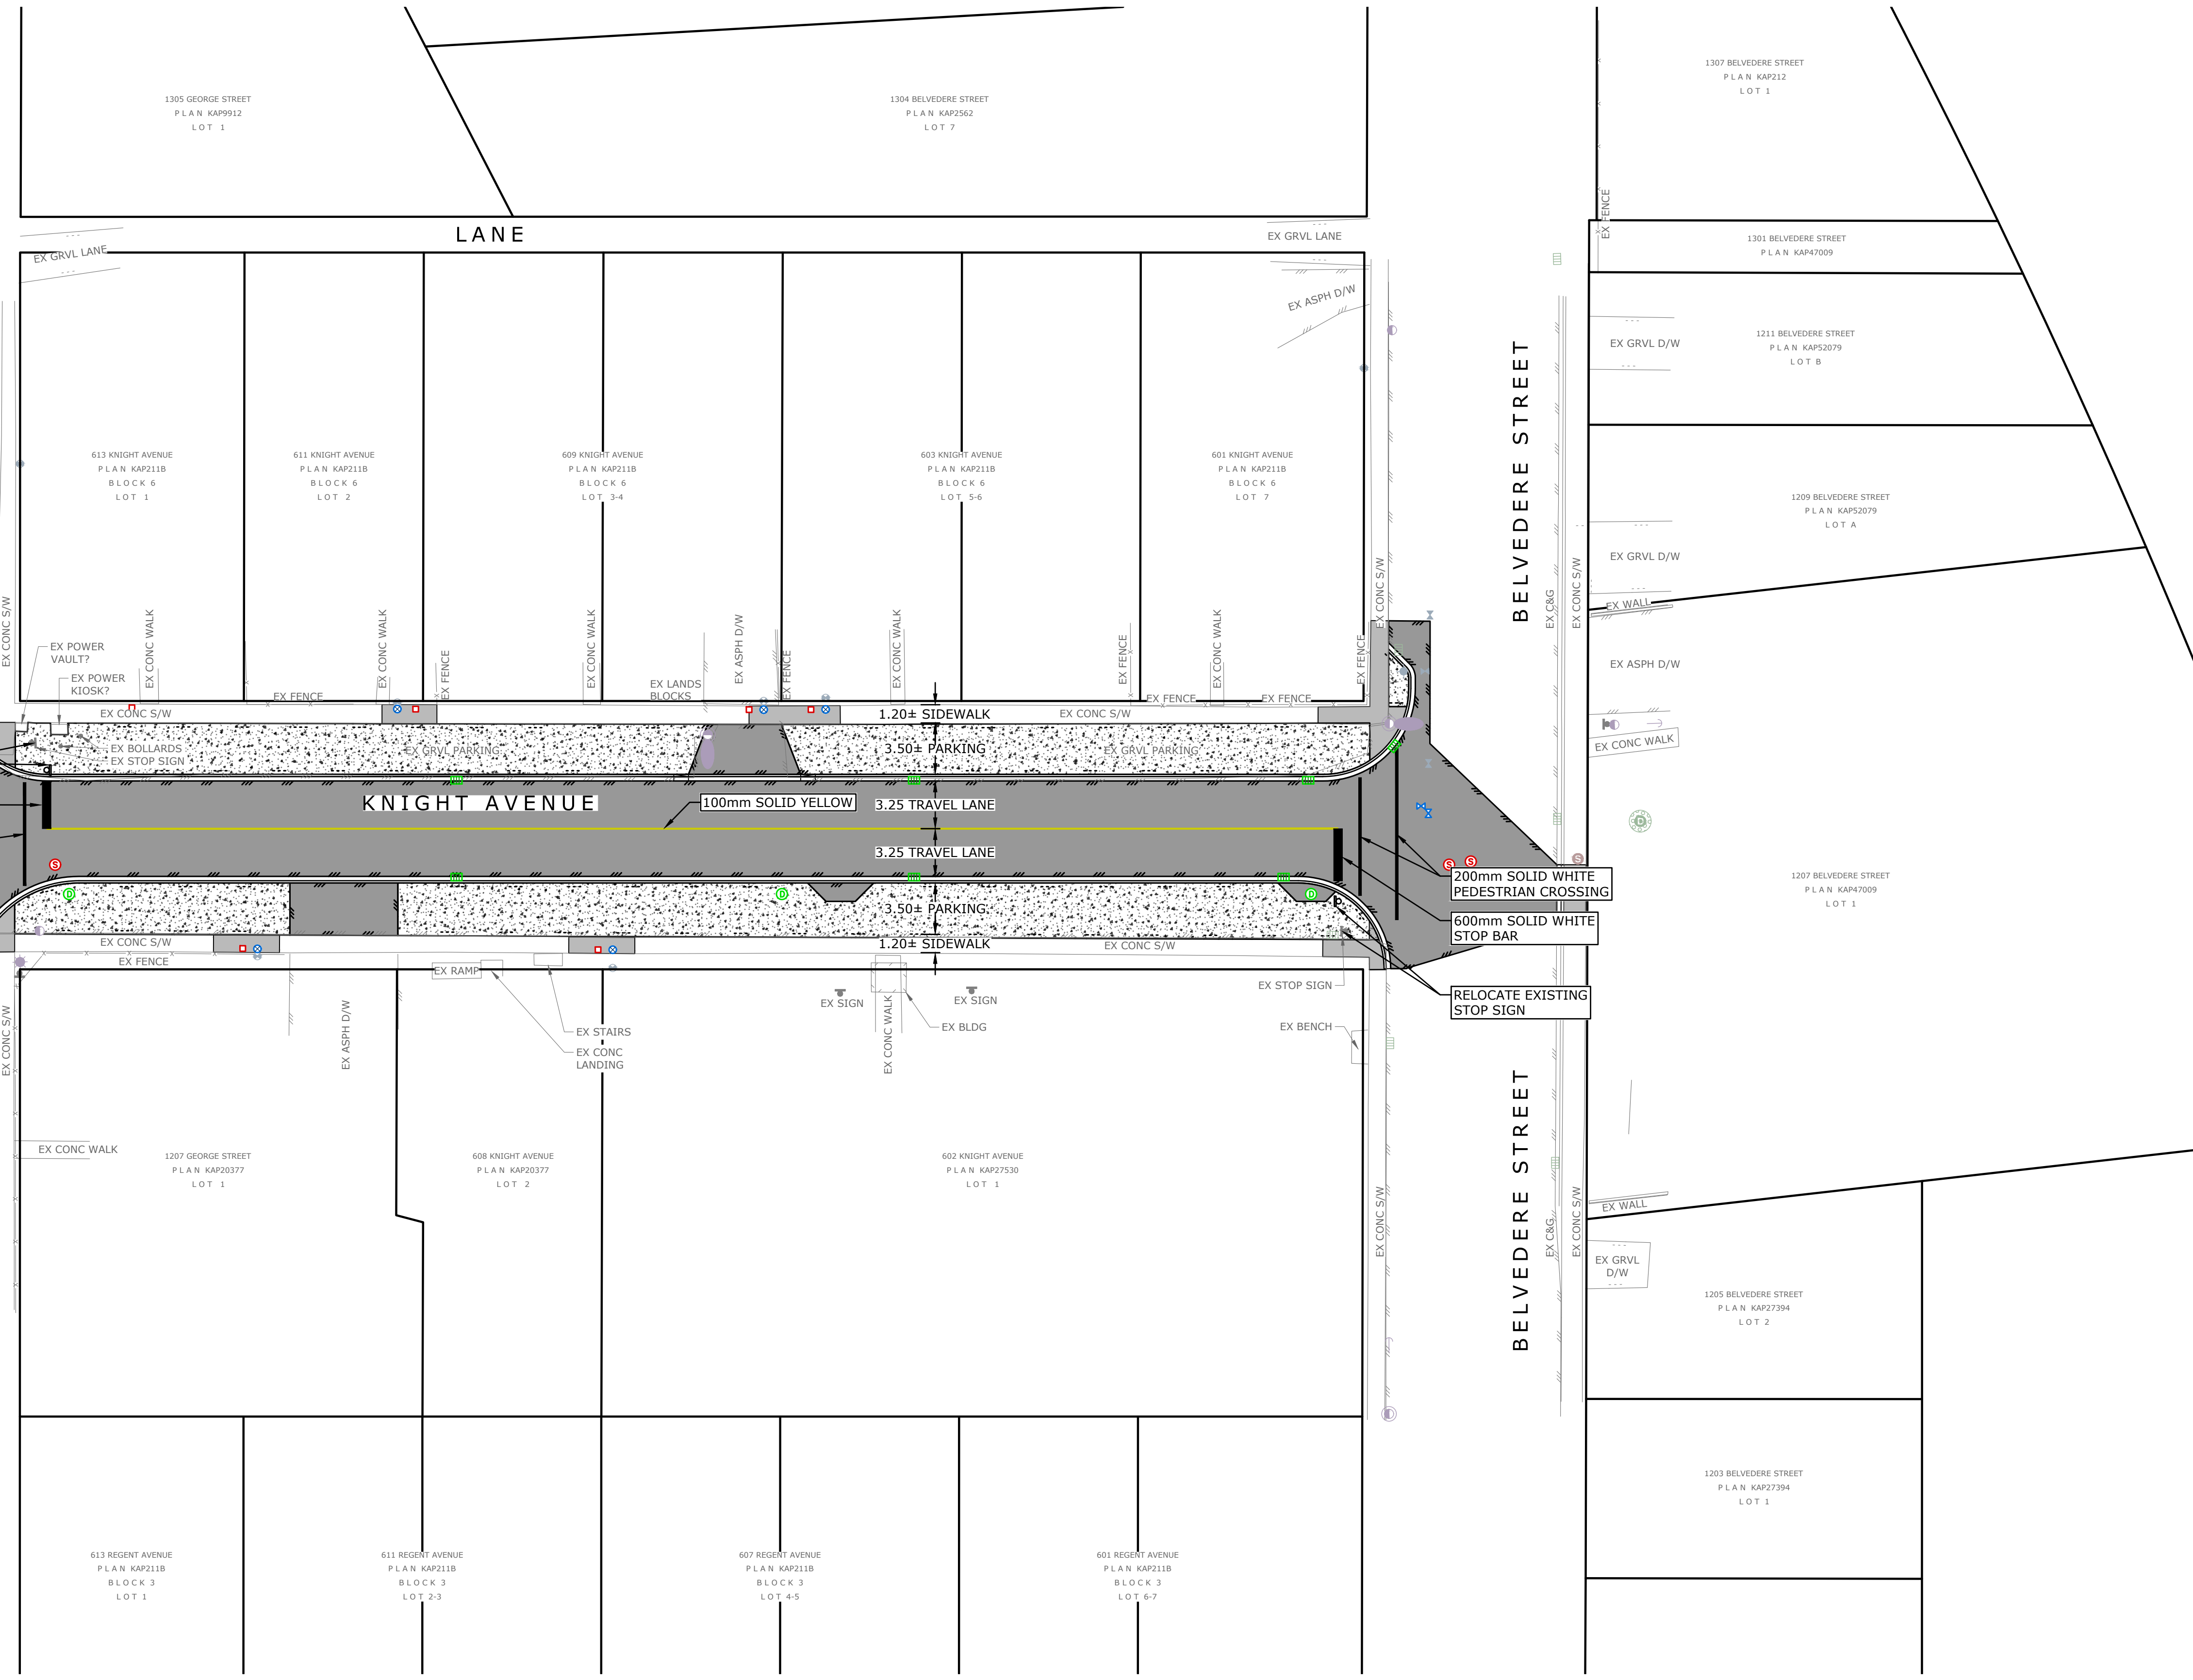 1305 GEORGE STREET
PLAN KAP9912
LOT 1
1304 BELVEDERE STREET
PLAN KAP2562
LOT 7
1307 BELVEDERE STREET
PLAN KAP212
LOT 1
EX FENCE
LANE
EX GRVL LANE
EX GRVL LANE
1301 BELVEDERE STREET
PLAN KAP47009
EX ASPH D/W
1211 BELVEDERE STREET
PLAN KAP52079
LOT B
EX GRVL D/W
BELVEDERE STREET
613 KNIGHT AVENUE
PLAN KAP211B
BLOCK 6
LOT 1
611 KNIGHT AVENUE
PLAN KAP211B
BLOCK 6
LOT 2
609 KNIGHT AVENUE
PLAN KAP211B
BLOCK 6
LOT 3-4
603 KNIGHT AVENUE
PLAN KAP211B
BLOCK 6
LOT 5-6
601 KNIGHT AVENUE
PLAN KAP211B
BLOCK 6
LOT 7
1209 BELVEDERE STREET
PLAN KAP52079
LOT A
EX GRVL D/W
EX CONC S/W
EX CONC S/W
EX C&G
EX CONC S/W
EX WALL
EX ASPH D/W
EX POWER
VAULT?
EX POWER
KIOSK?
EX CONC WALK
EX CONC WALK
EX FENCE
EX CONC WALK
EX LANDS
BLOCKS
EX ASPH D/W
EX FENCE
EX CONC WALK
EX FENCE
EX CONC WALK
EX FENCE
EX FENCE
EX FENCE
EX FENCE
EX CONC S/W
1.20± SIDEWALK
EX CONC S/W
EX BOLLARDS
EX STOP SIGN
EX GRVL PARKING
3.50± PARKING
EX GRVL PARKING
EX CONC WALK
KNIGHT AVENUE
100mm SOLID YELLOW
3.25 TRAVEL LANE
3.25 TRAVEL LANE
S
D
D
D
S
S
S
D
200mm SOLID WHITE
PEDESTRIAN CROSSING
600mm SOLID WHITE
STOP BAR
1207 BELVEDERE STREET
PLAN KAP47009
LOT 1
3.50± PARKING
EX CONC S/W
1.20± SIDEWALK
EX CONC S/W
EX FENCE
EX RAMP
EX STAIRS
EX CONC
LANDING
EX SIGN
EX SIGN
EX BLDG
EX CONC WALK
EX STOP SIGN
EX BENCH
RELOCATE EXISTING
STOP SIGN
EX CONC S/W
EX ASPH D/W
EX CONC WALK
1207 GEORGE STREET
PLAN KAP20377
LOT 1
608 KNIGHT AVENUE
PLAN KAP20377
LOT 2
602 KNIGHT AVENUE
PLAN KAP27530
LOT 1
BELVEDERE STREET
EX CONC S/W
EX C&G
EX CONC S/W
EX WALL
EX GRVL
D/W
1205 BELVEDERE STREET
PLAN KAP27394
LOT 2
1203 BELVEDERE STREET
PLAN KAP27394
LOT 1
613 REGENT AVENUE
PLAN KAP211B
BLOCK 3
LOT 1
611 REGENT AVENUE
PLAN KAP211B
BLOCK 3
LOT 2-3
607 REGENT AVENUE
PLAN KAP211B
BLOCK 3
LOT 4-5
601 REGENT AVENUE
PLAN KAP211B
BLOCK 3
LOT 6-7